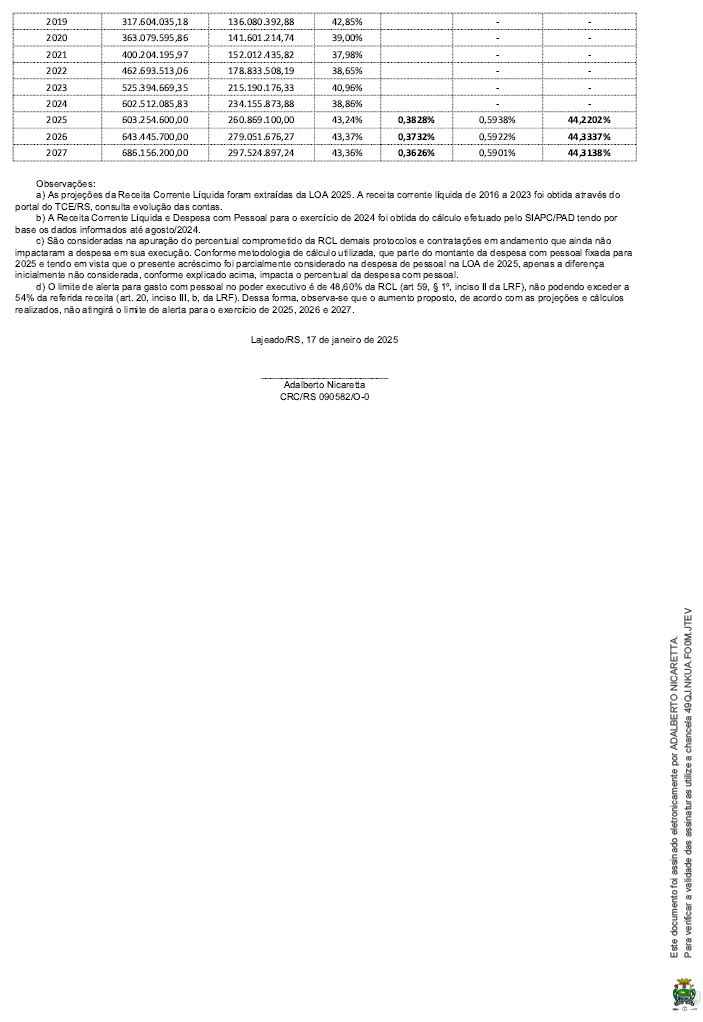 2019 317.604.035,18 136.080.392,88 42,85% - -
2020 363.079.595,86 141.601.214,74 39,00% - -
2021 400.204.195,97 152.012.435,82 37,98% - -
2022 462.693.513,06 178.833.508,19 38,65% - -
2023 525.394.669,35 215.190.176,33 40,96% - -
2024 602.512.085,83 234.155.873,88 38,86% - -
2025 603.254.600,00 260.869.100,00 43,24% 0,3828% 0,5938% 44,2202%
2026 643.445.700,00 279.051.676,27 43,37% 0,3732% 0,5922% 44,3337%
2027 686.156.200,00 297.524.897,24 43,36% 0,3626% 0,5901% 44,3138%
Observações:
a) As projeções da Receita Corrente Líquida foram extraídas da LOA 2025. A receita corrente líquida de 2016 a 2023 foi obtida através do
portal do TCE/RS, consulta evolução das contas.
b) A Receita Corrente Líquida e Despesa com Pessoal para o exercício de 2024 foi obtida do cálculo efetuado pelo SIAPC/PAD tendo por
base os dados informados até agosto/2024.
c) São consideradas na apuração do percentual comprometido da RCL demais protocolos e contratações em andamento que ainda não
impactaram a despesa em sua execução. Conforme metodologia de cálculo utilizada, que parte do montante da despesa com pessoal fixada para
2025 e tendo em vista que o presente acréscimo foi parcialmente considerado na despesa de pessoal na LOA de 2025, apenas a diferença
inicialmente não considerada, conforme explicado acima, impacta o percentual da despesa com pessoal.
d) O limite de alerta para gasto com pessoal no poder executivo é de 48,60% da RCL (art 59, § 1º, inciso II da LRF), não podendo exceder a
54% da referida receita (art. 20, inciso III, b, da LRF). Dessa forma, observa-se que o aumento proposto, de acordo com as projeções e cálculos
realizados, não atingirá o limite de alerta para o exercício de 2025, 2026 e 2027.
Lajeado/RS, 17 de janeiro de 2025
Adalberto Nicaretta
CRC/RS 090582/O-0
Este documento foi assinado eletronicamente por ADALBERTO NICARETTA.
Para verificar a validade das assinaturas utilize a chancela 49QJ.NKUA.FO0M.JTEV